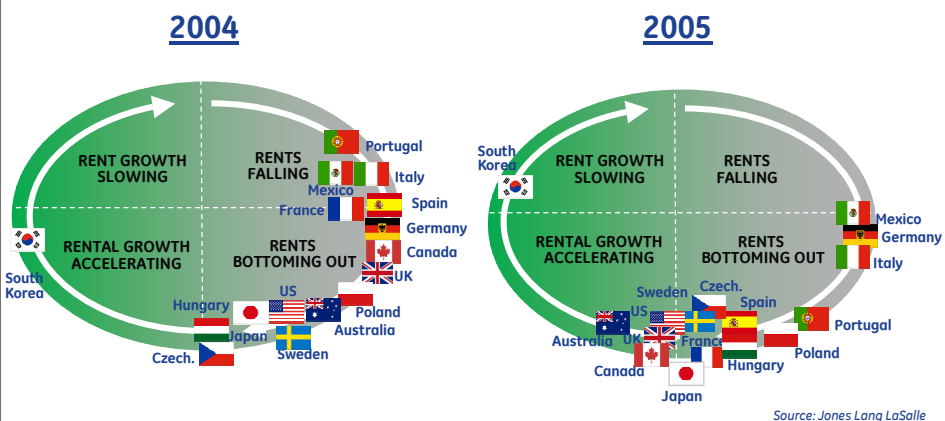 2004
2005
RENT GROWTH
SLOWING
RENTS
FALLING
Portugal
Mexico
Italy
France
Spain
Germany
Canada
RENTAL GROWTH
ACCELERATING
RENTS
BOTTOMING OUT
UK
South
Korea
US
Poland
Hungary
Japan
Australia
Sweden
Czech.
South
Korea
RENT GROWTH
SLOWING
RENTS
FALLING
Mexico
Germany
Italy
RENTAL GROWTH
ACCELERATING
RENTS
BOTTOMING OUT
Sweden
Czech.
Spain
US
Portugal
Australia
UK
France
Poland
Canada
Hungary
Japan
Source: Jones Lang LaSalle